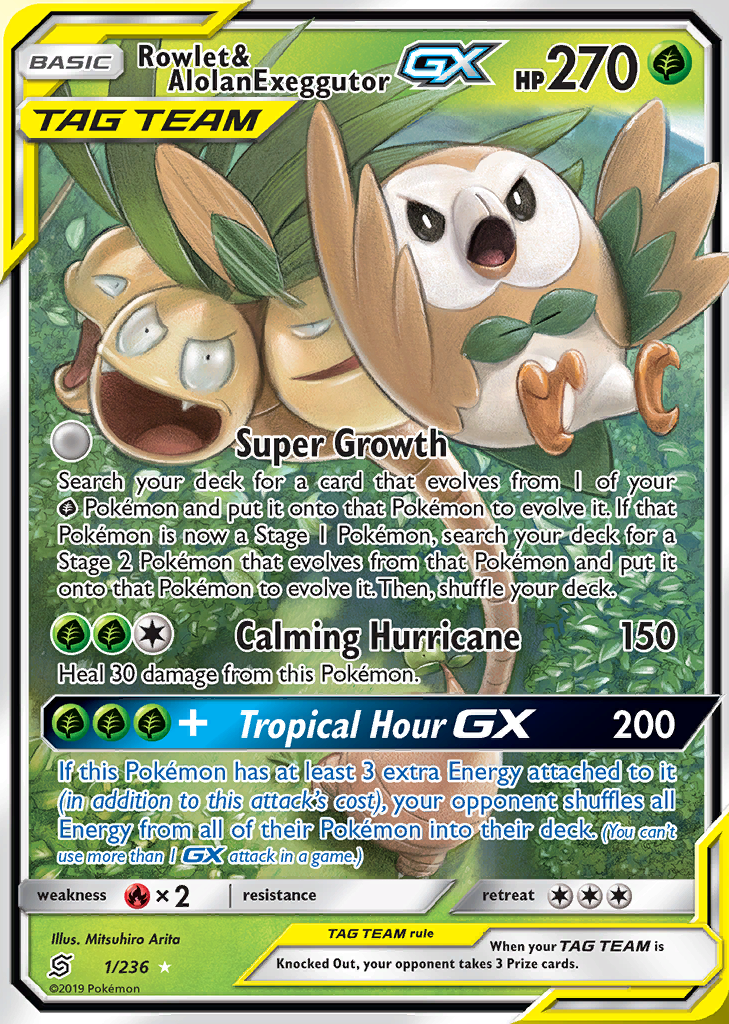 BASIC
Rowlet&
AlolanExeggutor GX HP270
TAG TEAM
Super Growth
Search your deck for a card that evolves from 1 of your
Pokémon and put it onto that Pokémon to evolve it. If that
Pokémon is now a Stage 1 Pokémon, search your deck for a
Stage 2 Pokémon that evolves from that Pokémon and put it
onto that Pokémon to evolve it. Then, shuffle your deck.
Calming Hurricane 150
Heal 30 damage from this Pokémon.
+ Tropical Hour GX 200
If this Pokémon has at least 3 extra Energy attached to it
(in addition to this attack's cost), your opponent shuffles all
Energy from all of their Pokémon into their deck. (You can't
use more than 1 GX attack in a game.)
weakness ×2 resistance retreat
Illus. Mitsuhiro Arita
1/236
©2019 Pokémon
TAG TEAM rule
When your TAG TEAM is
Knocked Out, your opponent takes 3 Prize cards.